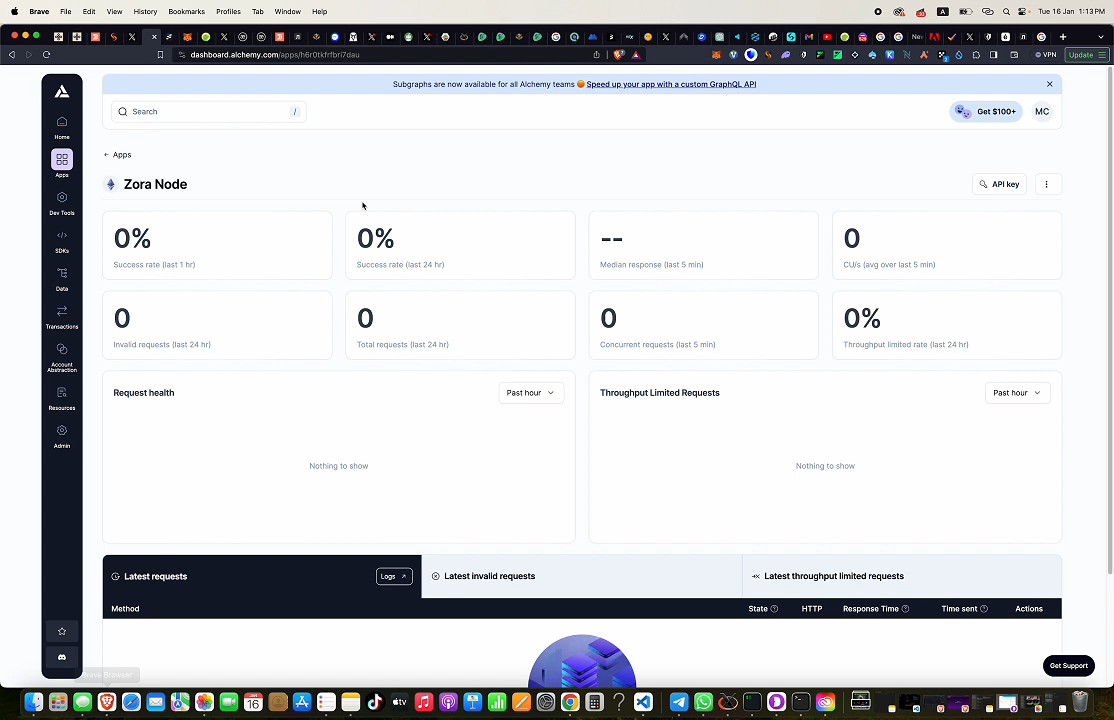 Brave File Edit View History Bookmarks Profiles Tab Window Help A Tue 16 Jan 1:13 PM
dashboard.alchemy.com/apps/h6r0tkfrfbri7dau VPN Update
Subgraphs are now available for all Alchemy teams Speed up your app with a custom GraphQL API
Search / Get $100+ MC
Home
Apps
Dev Tools
SDKs
Data
Transactions
Account Abstraction
Resources
Admin
← Apps
Zora Node API key
0% 0% -- 0
Success rate (last 1 hr) Success rate (last 24 hr) Median response (last 5 min) CU/s (avg over last 5 min)
0 0 0 0%
Invalid requests (last 24 hr) Total requests (last 24 hr) Concurrent requests (last 5 min) Throughput limited rate (last 24 hr)
Request health Past hour Throughput Limited Requests Past hour
Nothing to show Nothing to show
Latest requests Logs Latest invalid requests Latest throughput limited requests
Method State HTTP Response Time Time sent Actions
Get Support
Brave Browser